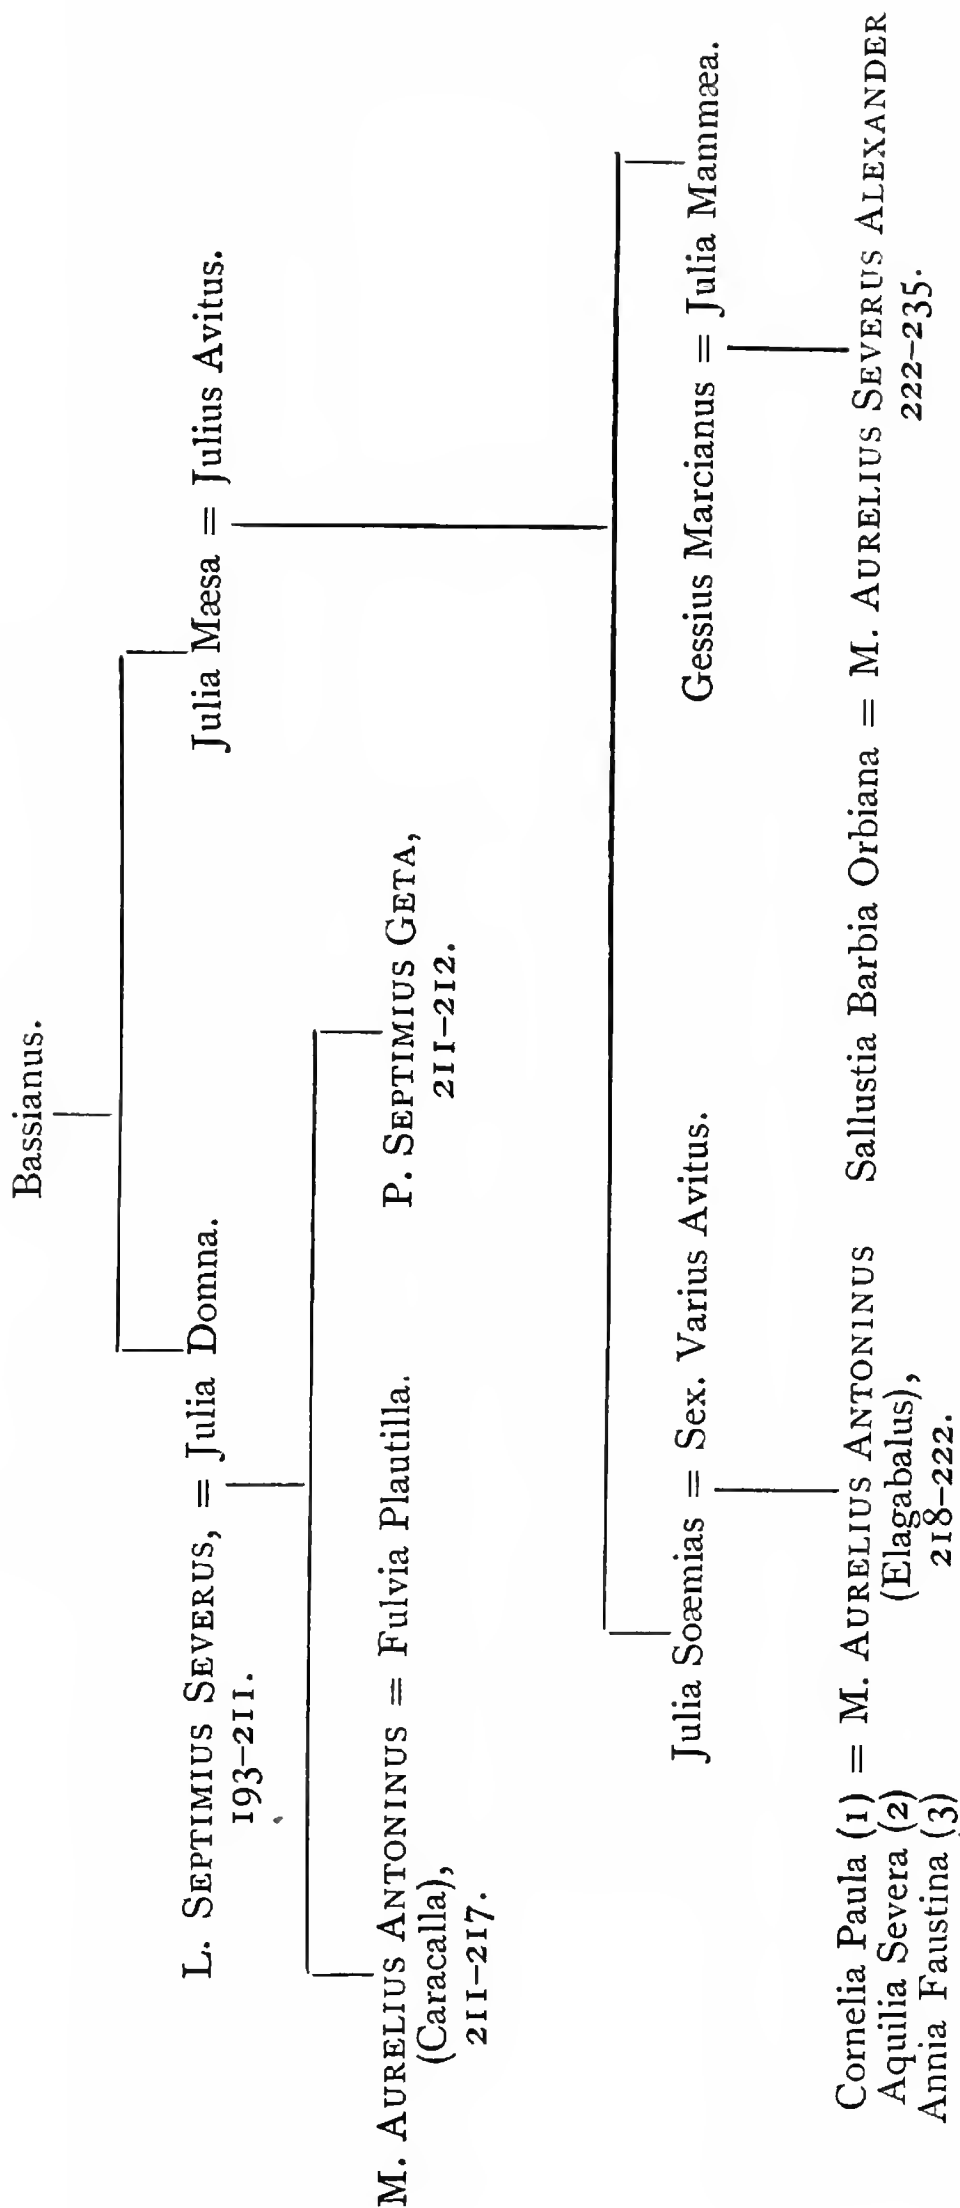 Bassianus.
L. SEPTIMIUS SEVERUS, = Julia Domna.
193–211.
Julia Mæsa = Julius Avitus.
M. AURELIUS ANTONINUS = Fulvia Plautilla.
(Caracalla),
211–217.
P. SEPTIMIUS GETA,
211–212.
Julia Soæmias = Sex. Varius Avitus.
Gessius Marcianus = Julia Mammæa.
Cornelia Paula (1) = M. AURELIUS ANTONINUS
Aquilia Severa (2) (Elagabalus),
Annia Faustina (3) 218–222.
Sallustia Barbia Orbiana = M. AURELIUS SEVERUS ALEXANDER
222–235.